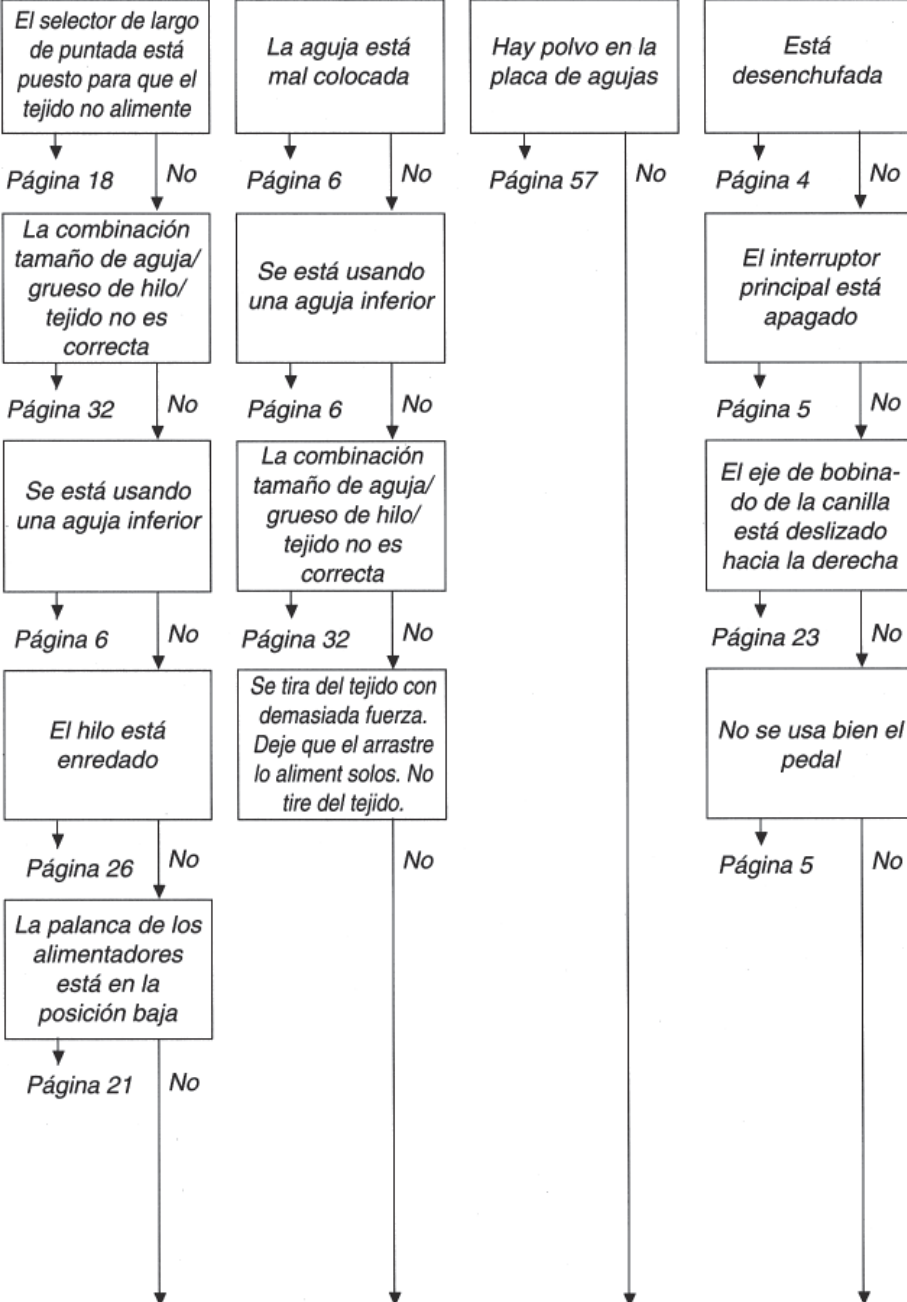 El selector de largo
de puntada está
puesto para que el
tejido no alimente
Página 18
No
La combinación
tamaño de aguja/
grueso de hilo/
tejido no es
correcta
Página 32
No
Se está usando
una aguja inferior
Página 6
No
El hilo está
enredado
Página 26
No
La palanca de los
alimentadores
está en la
posición baja
Página 21
No
La aguja está
mal colocada
Página 6
No
Se está usando
una aguja inferior
Página 6
No
La combinación
tamaño de aguja/
grueso de hilo/
tejido no es
correcta
Página 32
No
Se tira del tejido con
demasiada fuerza.
Deje que el arrastre
lo aliment solos. No
tire del tejido.
No
Hay polvo en la
placa de agujas
Página 57
No
Está
desenchufada
Página 4
No
El interruptor
principal está
apagado
Página 5
No
El eje de bobina-
do de la canilla
está deslizado
hacia la derecha
Página 23
No
No se usa bien el
pedal
Página 5
No